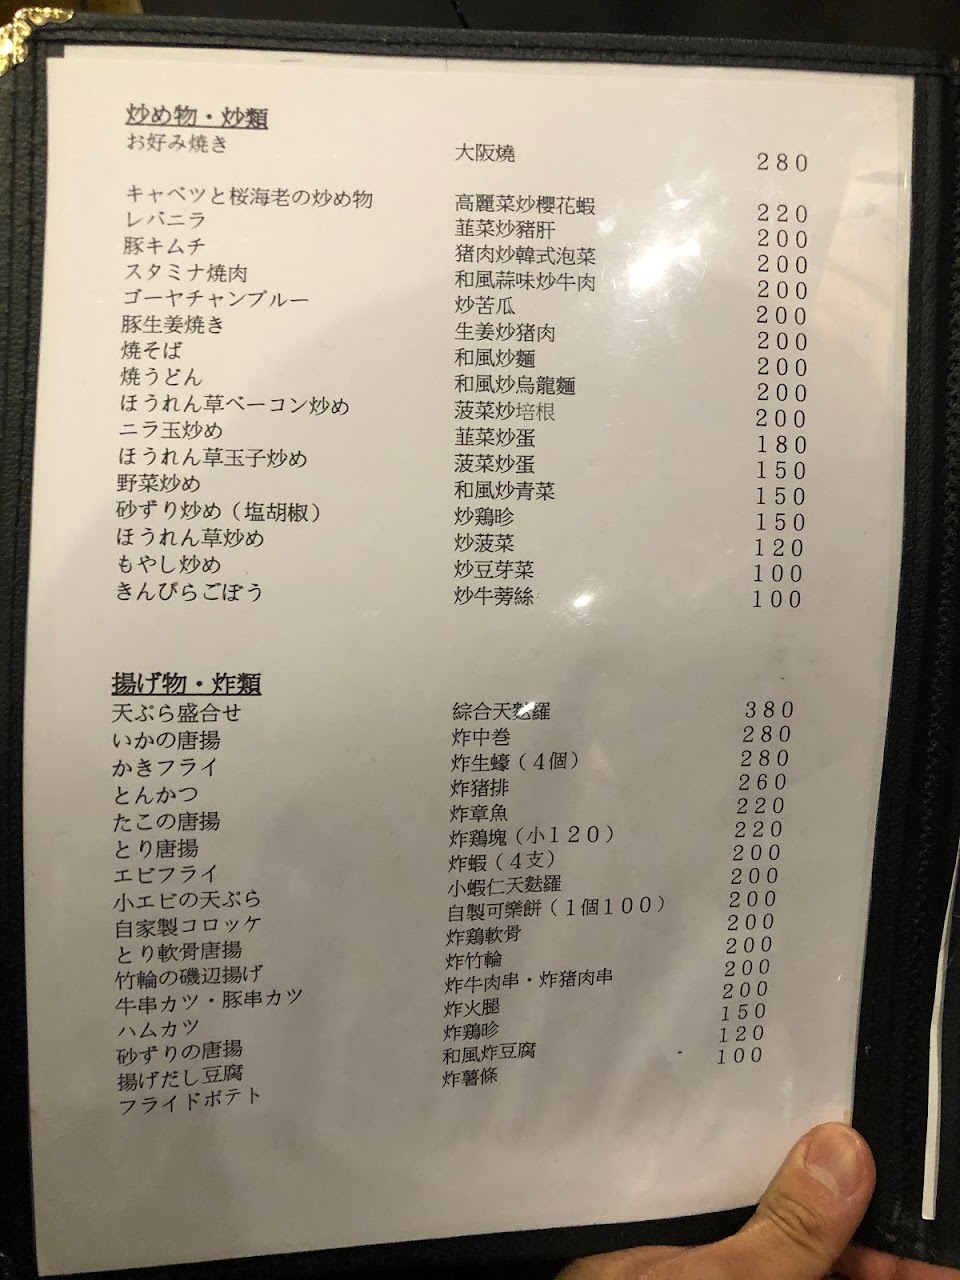 炒め物・炒類
お好み焼き 大阪燒 280
キャベツと桜海老の炒め物 高麗菜炒櫻花蝦 220
レバニラ 韮菜炒豬肝 200
豚キムチ 猪肉炒韓式泡菜 200
スタミナ焼肉 和風蒜味炒牛肉 200
ゴーヤチャンプルー 炒苦瓜 200
豚生姜焼き 生姜炒猪肉 200
焼そば 和風炒麵 200
焼うどん 和風炒烏龍麵 200
ほうれん草ベーコン炒め 菠菜炒培根 200
ニラ玉炒め 韮菜炒蛋 180
ほうれん草玉子炒め 菠菜炒蛋 150
野菜炒め 和風炒青菜 150
砂ずり炒め（塩胡椒） 炒鶏胗 150
ほうれん草炒め 炒菠菜 120
もやし炒め 炒豆芽菜 100
きんぴらごぼう 炒牛蒡絲 100
揚げ物・炸類
天ぷら盛合せ 綜合天麩羅 380
いかの唐揚 炸中巻 280
かきフライ 炸生蠔（4個） 280
とんかつ 炸猪排 260
たこの唐揚 炸章魚 220
とり唐揚 炸鶏塊（小120） 220
エビフライ 炸蝦（4支） 200
小エビの天ぷら 小蝦仁天麩羅 200
自家製コロッケ 自製可樂餅（1個100） 200
とり軟骨唐揚 炸鶏軟骨 200
竹輪の磯辺揚げ 炸竹輪 200
牛串カツ・豚串カツ 炸牛肉串・炸猪肉串 200
ハムカツ 炸火腿 200
砂ずりの唐揚 炸鶏胗 150
揚げだし豆腐 和風炸豆腐 120
フライドポテト 炸薯條 100